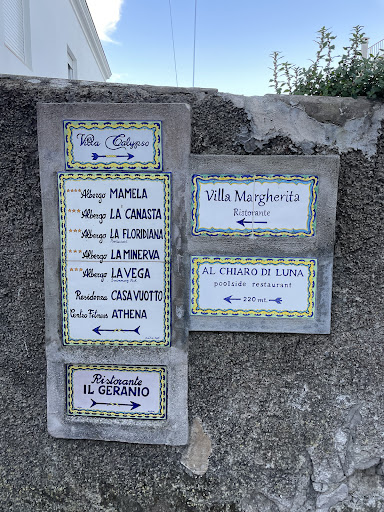 Villa Calypso
****Albergo MAMELA
***Albergo LA CANASTA
***Albergo LA FLORIDIANA
**Albergo LA MINERVA
****Albergo LA VEGA
Residenza CASA VUOTTO
Centro Fitness ATHENA
Ristorante
IL GERANIO
Villa Margherita
Ristorante
AL CHIARO DI LUNA
poolside restaurant
220 mt.